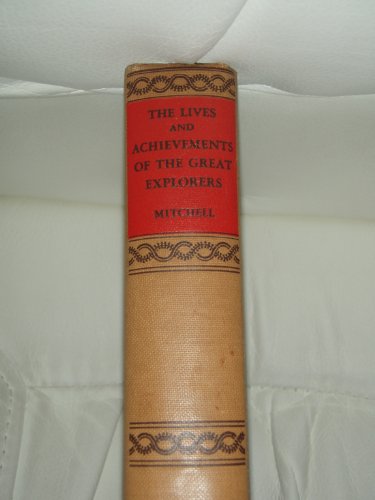 THE LIVES
AND
ACHIEVEMENTS
OF THE GREAT
EXPLORERS
MITCHELL